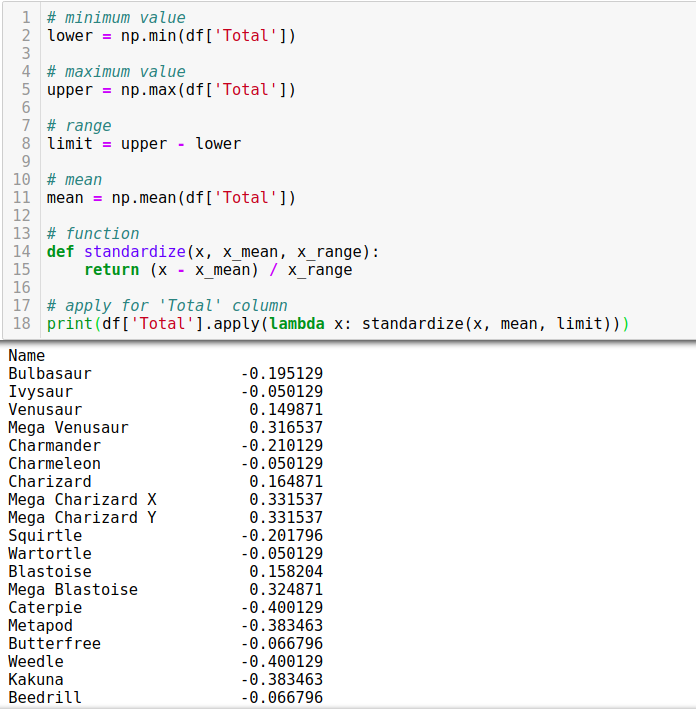 1 # minimum value
2 lower = np.min(df['Total'])
3
4 # maximum value
5 upper = np.max(df['Total'])
6
7 # range
8 limit = upper - lower
9
10 # mean
11 mean = np.mean(df['Total'])
12
13 # function
14 def standardize(x, x_mean, x_range):
15     return (x - x_mean) / x_range
16
17 # apply for 'Total' column
18 print(df['Total'].apply(lambda x: standardize(x, mean, limit)))
Name
Bulbasaur -0.195129
Ivysaur -0.050129
Venusaur 0.149871
Mega Venusaur 0.316537
Charmander -0.210129
Charmeleon -0.050129
Charizard 0.164871
Mega Charizard X 0.331537
Mega Charizard Y 0.331537
Squirtle -0.201796
Wartortle -0.050129
Blastoise 0.158204
Mega Blastoise 0.324871
Caterpie -0.400129
Metapod -0.383463
Butterfree -0.066796
Weedle -0.400129
Kakuna -0.383463
Beedrill -0.066796